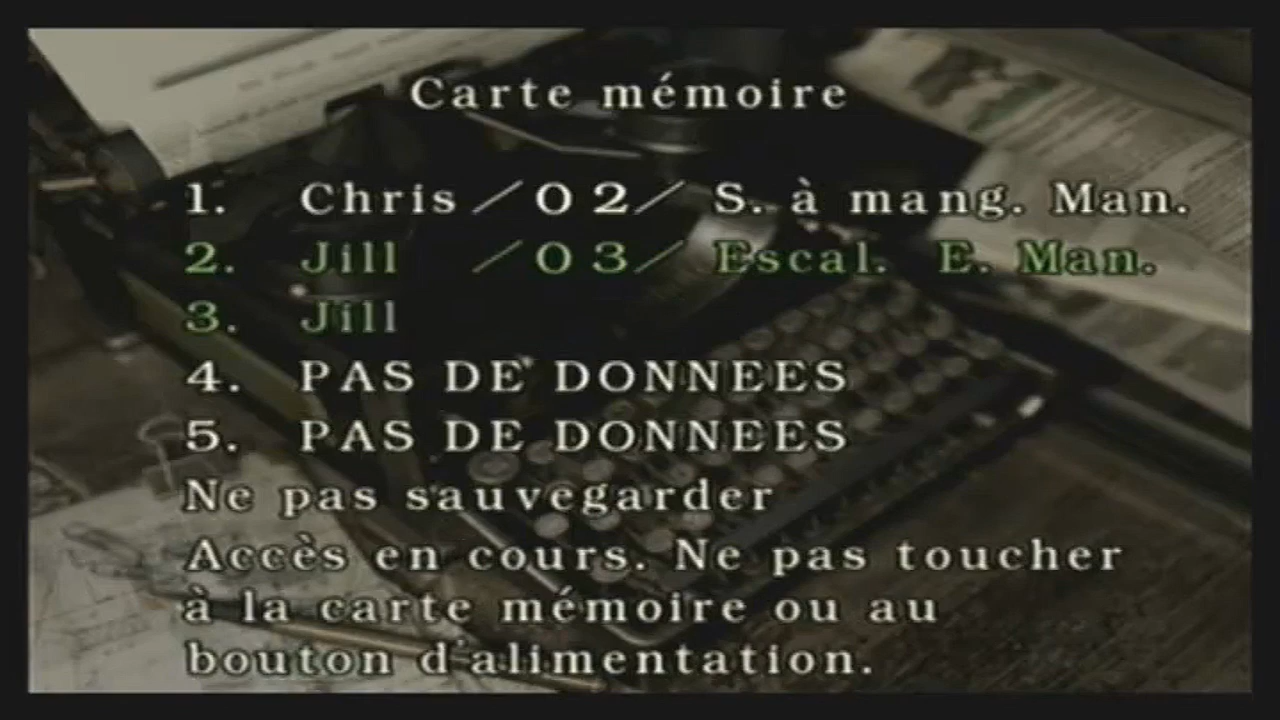 Carte mémoire
1. Chris / 02 / S. à mang. Man.
2. Jill / 03 / Escal. E. Man.
3. Jill
4. PAS DE DONNEES
5. PAS DE DONNEES
Ne pas sauvegarder
Accès en cours. Ne pas toucher
à la carte mémoire ou au
bouton d'alimentation.